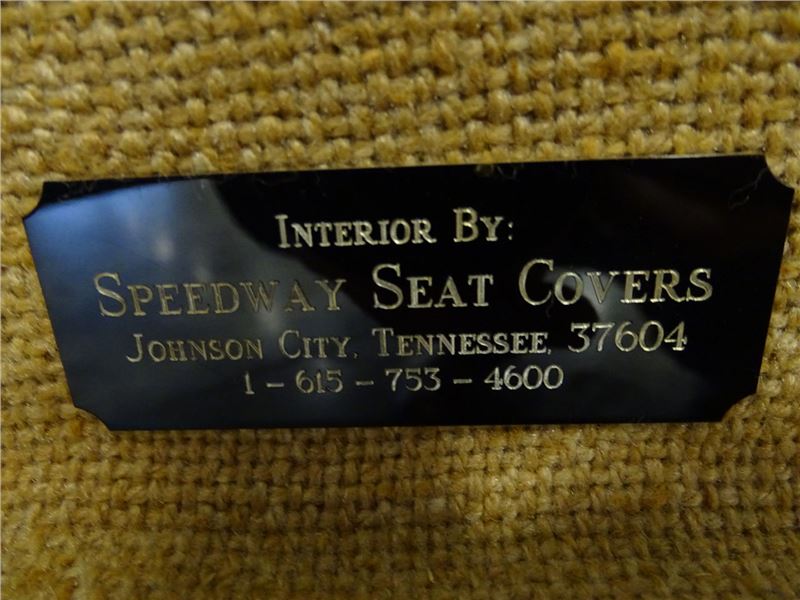 Interior By:
Speedway Seat Covers
Johnson City, Tennessee, 37604
1 - 615 - 753 - 4600